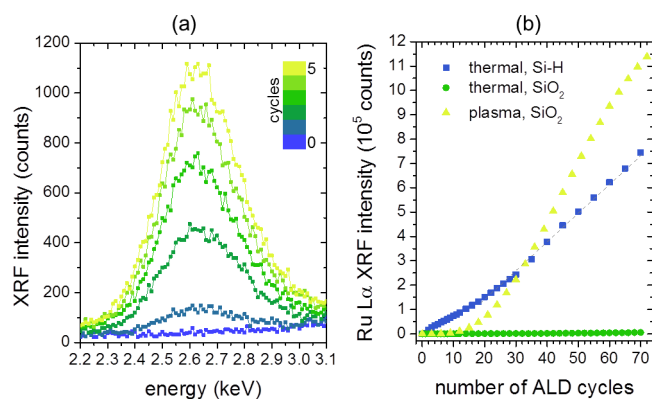 (a)
1200
1000
800
600
400
200
0
XRF intensity (counts)
2.2 2.3 2.4 2.5 2.6 2.7 2.8 2.9 3.0 3.1
energy (keV)
cycles
5
0
(b)
12
11
10
9
8
7
6
5
4
3
2
1
0
Ru Lα XRF intensity (10⁵ counts)
thermal, Si-H
thermal, SiO₂
plasma, SiO₂
0 10 20 30 40 50 60 70
number of ALD cycles